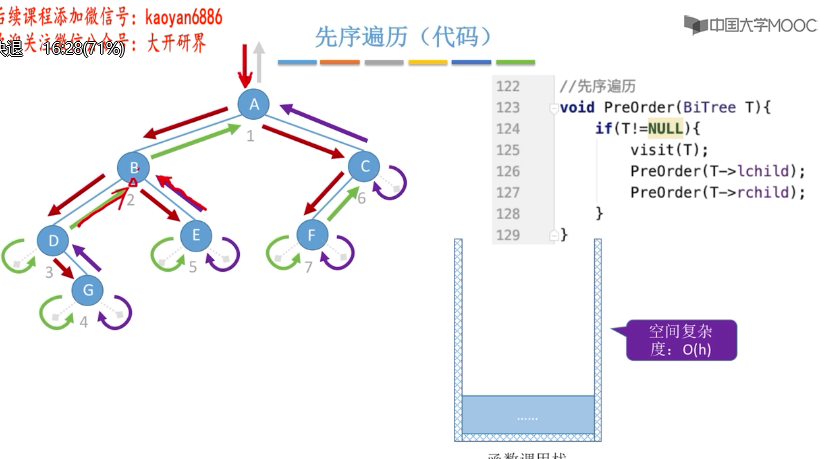 后续课程添加微信号：kaoyan6886
关注微信公众号：大开研界
快退 16:28(71%)
先序遍历（代码）
中国大学MOOC
122 //先序遍历
123 void PreOrder(BiTree T){
124 if(T!=NULL){
125 visit(T);
126 PreOrder(T->lchild);
127 PreOrder(T->rchild);
128 }
129 }
A
1
B
2
C
6
D
3
E
5
F
7
G
4
空间复杂
度：O(h)
……
函数调用栈